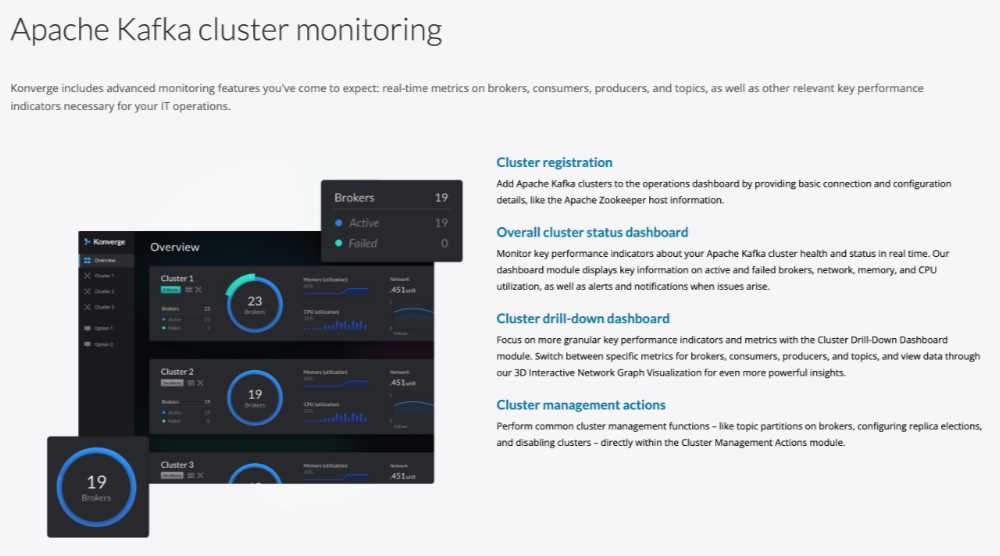 Apache Kafka cluster monitoring
Konverge includes advanced monitoring features you've come to expect: real-time metrics on brokers, consumers, producers, and topics, as well as other relevant key performance
indicators necessary for your IT operations.
Brokers 19
Active 19
Failed 0
Konverge
Overview
Cluster 1
Cluster 2
Cluster 3
Option 1
Option 2
Overview
Cluster 1
Brokers 23
Active
Failed
23
Brokers
Memory (utilization)
CPU (utilization)
Network
.451
Cluster 2
Brokers 19
Active 19
Failed 0
19
Brokers
Memory (utilization)
CPU (utilization)
Network
.451
Cluster 3
Memory (utilization)
Network
.451
19
Brokers
Cluster registration
Add Apache Kafka clusters to the operations dashboard by providing basic connection and configuration
details, like the Apache Zookeeper host information.
Overall cluster status dashboard
Monitor key performance indicators about your Apache Kafka cluster health and status in real time. Our
dashboard module displays key information on active and failed brokers, network, memory, and CPU
utilization, as well as alerts and notifications when issues arise.
Cluster drill-down dashboard
Focus on more granular key performance indicators and metrics with the Cluster Drill-Down Dashboard
module. Switch between specific metrics for brokers, consumers, producers, and topics, and view data through
our 3D Interactive Network Graph Visualization for even more powerful insights.
Cluster management actions
Perform common cluster management functions – like topic partitions on brokers, configuring replica elections,
and disabling clusters – directly within the Cluster Management Actions module.